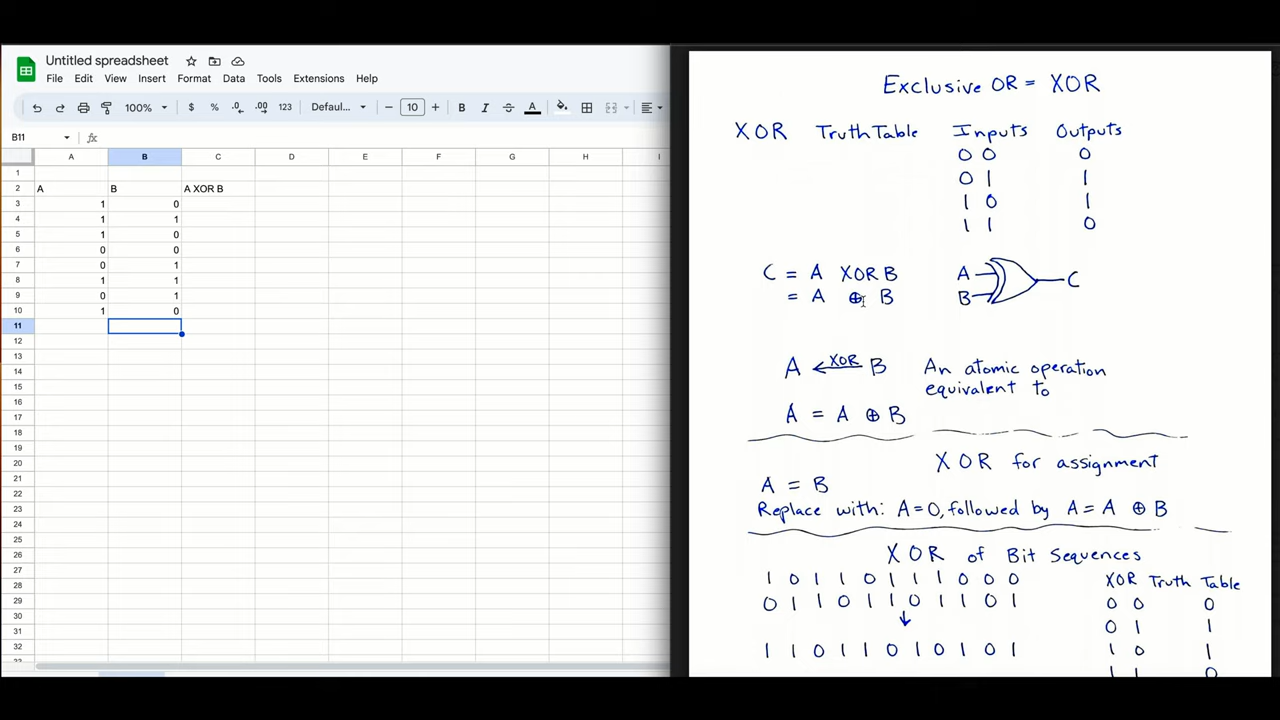 Untitled spreadsheet
File Edit View Insert Format Data Tools Extensions Help
100% $ % .0 .00 123 Defaul... 10 B I A
B11 fx
A B C D E F G H I
1
2 A B A XOR B
3 1 0
4 1 1
5 1 0
6 0 0
7 0 1
8 1 1
9 0 1
10 1 0
11
12
13
14
15
16
17
18
19
20
21
22
23
24
25
26
27
28
29
30
31
32
Exclusive OR = XOR
XOR Truth Table Inputs Outputs
0 0 0
0 1 1
1 0 1
1 1 0
C = A XOR B
= A ⊕ B
A
B
C
A ←XOR B An atomic operation
equivalent to
A = A ⊕ B
XOR for assignment
A = B
Replace with: A=0, followed by A = A ⊕ B
XOR of Bit Sequences
1 0 1 1 0 1 1 1 0 0 0
0 1 1 0 1 1 0 1 1 0 1
↓
1 1 0 1 1 0 1 0 1 0 1
XOR Truth Table
0 0 0
0 1 1
1 0 1
1 1 0